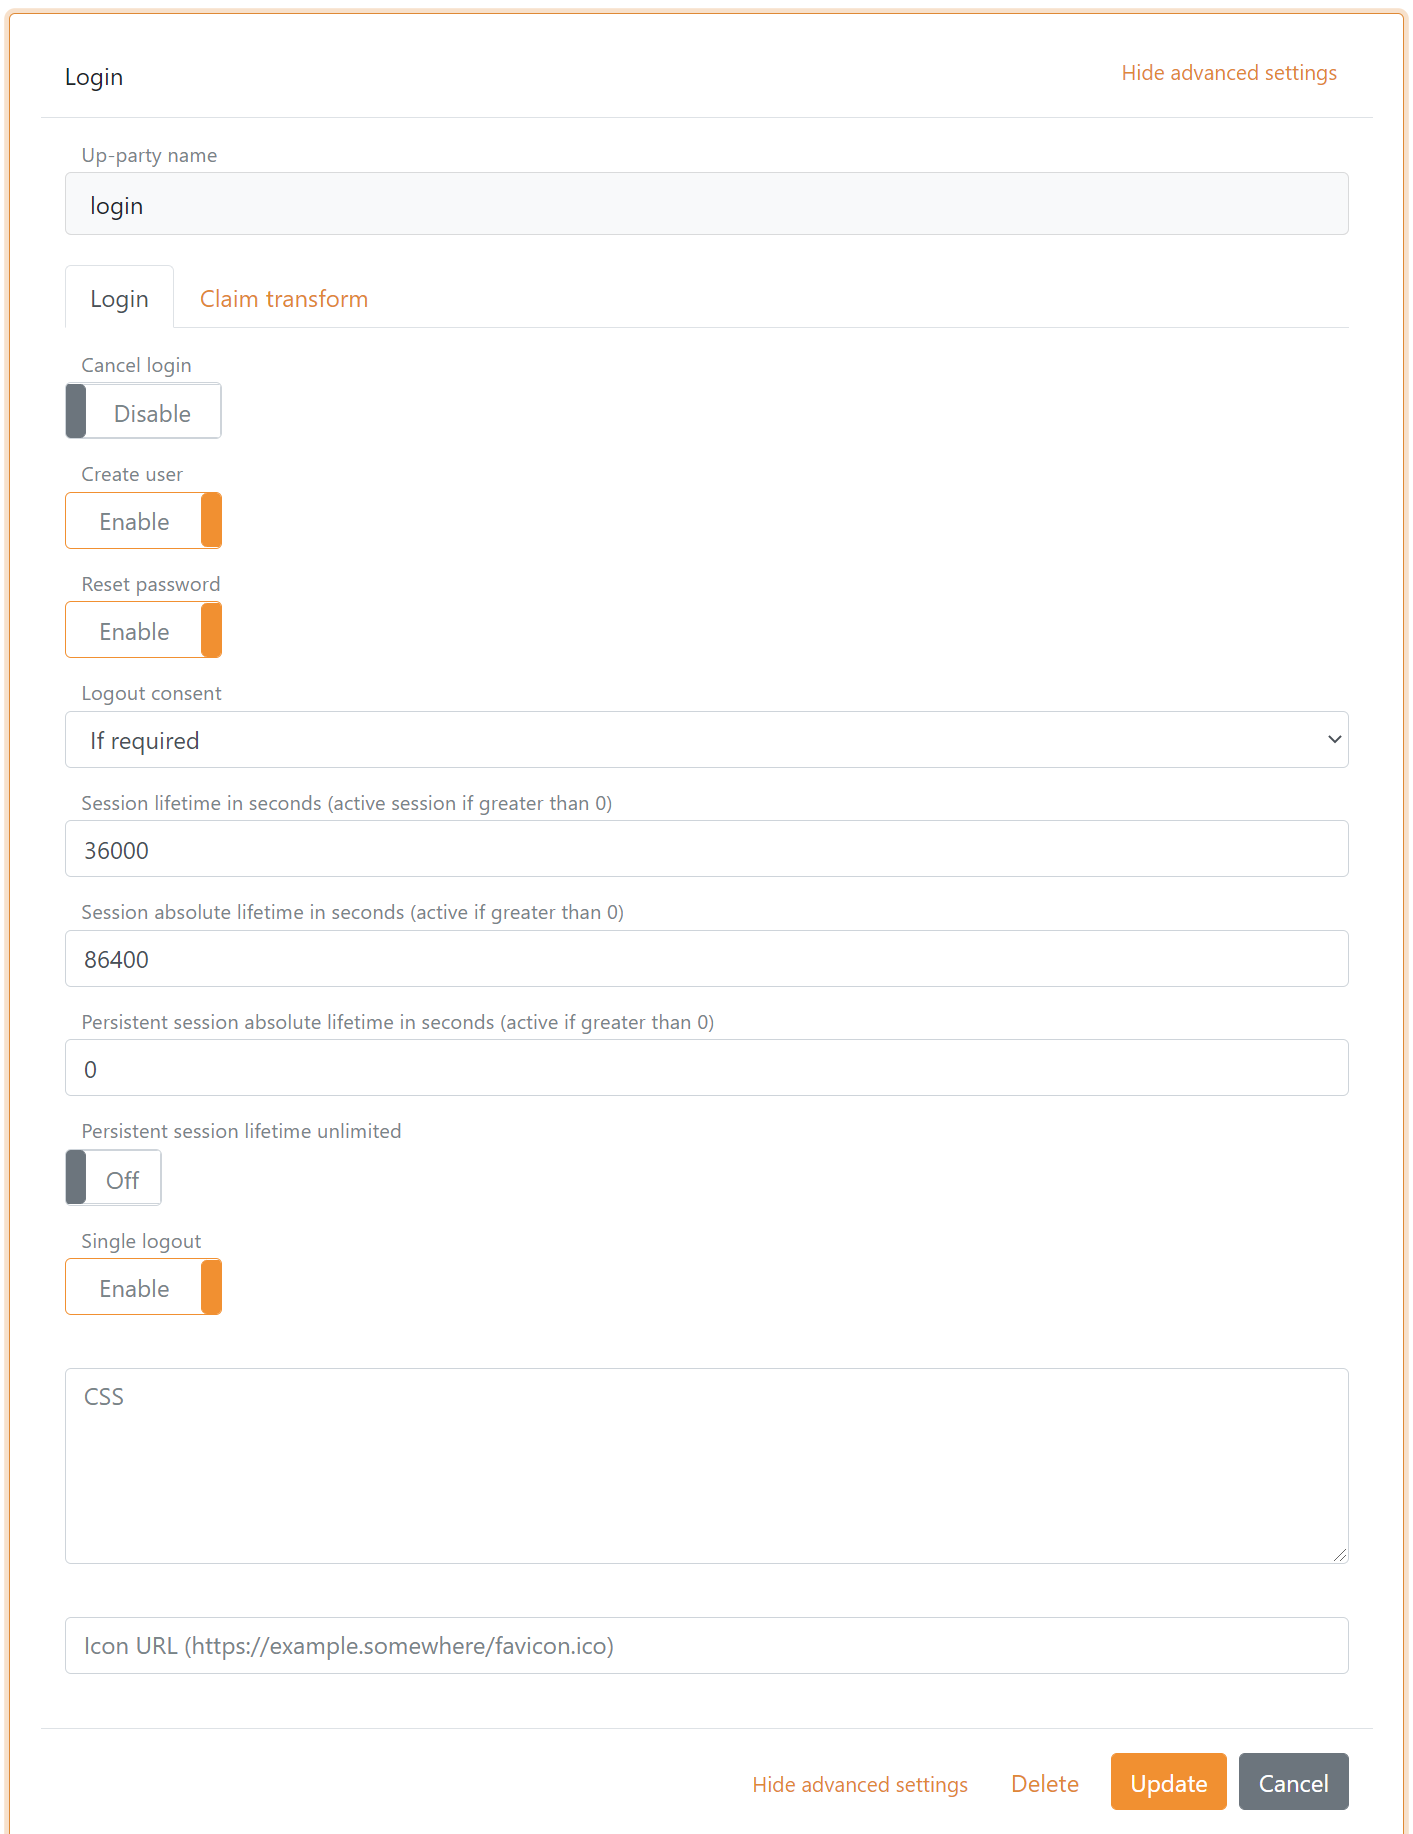 Login
Hide advanced settings
Up-party name
login
Login
Claim transform
Cancel login
Disable
Create user
Enable
Reset password
Enable
Logout consent
If required
Session lifetime in seconds (active session if greater than 0)
36000
Session absolute lifetime in seconds (active if greater than 0)
86400
Persistent session absolute lifetime in seconds (active if greater than 0)
0
Persistent session lifetime unlimited
Off
Single logout
Enable
CSS
Icon URL (https://example.somewhere/favicon.ico)
Hide advanced settings
Delete
Update
Cancel